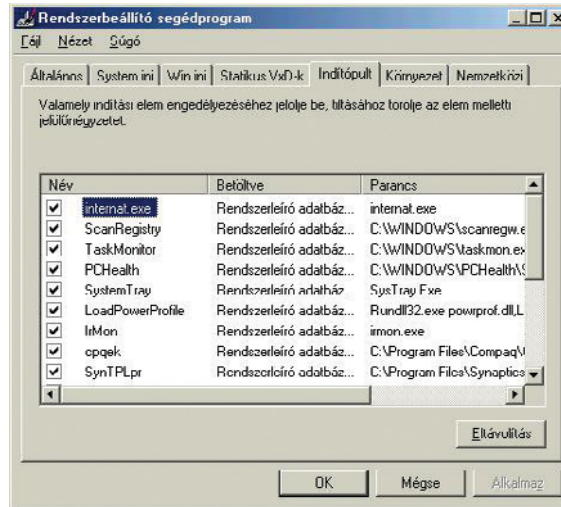 Rendszerbeállító segédprogram
Fájl Nézet Súgó
Általános System ini Win ini Statikus VxD-k Indítópult Környezet Nemzetközi
Valamely indítási elem engedélyezéséhez jelölje be, tiltásához törölje az elem melletti
jelülőnégyzetet.
Név Betöltve Parancs
internat.exe Rendszerleíró adatbáz... internat.exe
ScanRegistry Rendszerleíró adatbáz... C:\WINDOWS\scanregw.e
TaskMonitor Rendszerleíró adatbáz... C:\WINDOWS\taskmon.ex
PCHealth Rendszerleíró adatbáz... C:\WINDOWS\PCHealth\S
SystemTray Rendszerleíró adatbáz... SysTray Exe
LoadPowerProfile Rendszerleíró adatbáz... Rundll32.exe powrprof.dll,L
IrMon Rendszerleíró adatbáz... irmon.exe
cpqek Rendszerleíró adatbáz... C:\Program Files\Compaq\
SynTPLpr Rendszerleíró adatbáz... C:\Program Files\Synaptics
Eltávulítás
OK Mégse Alkalmaz